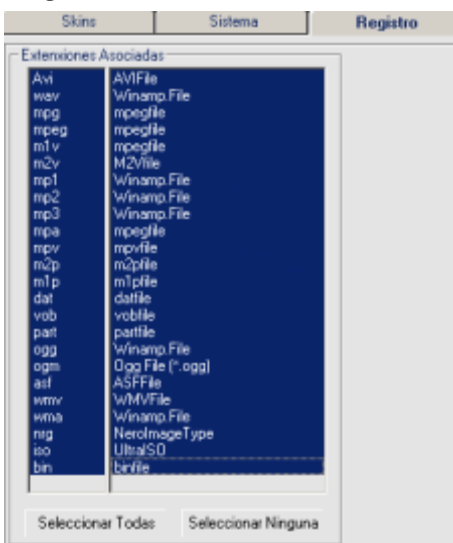 Skins Sistema Registro
Extenxiones Asociadas
Avi AVIFile
wav Winamp.File
mpg mpegfile
mpeg mpegfile
m1v mpegfile
m2v M2Vfile
mp1 Winamp.File
mp2 Winamp.File
mp3 Winamp.File
mpa mpegfile
mpv mpvfile
m2p m2pfile
m1p m1pfile
dat datfile
vob vobfile
part partfile
ogg Winamp.File
ogm Ogg File (*.ogg)
asf ASFFile
wmv WMVFile
wma Winamp.File
nrg NeroImageType
iso UltraISO
bin binfile
Seleccionar Todas Seleccionar Ninguna